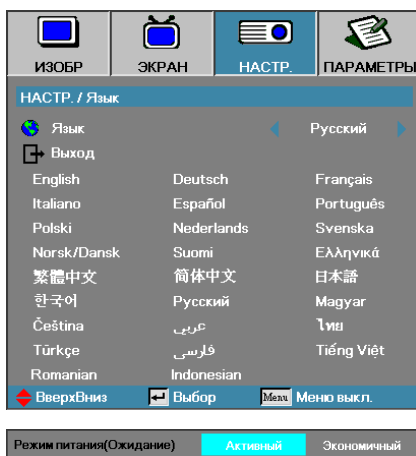 ИЗОБР ЭКРАН НАСТР. ПАРАМЕТРЫ
НАСТР. / Язык
Язык Русский
Выход
English Deutsch Français
Italiano Español Português
Polski Nederlands Svenska
Norsk/Dansk Suomi Ελληνικά
繁體中文 简体中文 日本語
한국어 Русский Magyar
Čeština عربي ไทย
Türkçe فارسی Tiếng Việt
Romanian Indonesian
ВверхВниз Выбор Menu Меню выкл.
Режим питания(Ожидание) Активный Экономичный